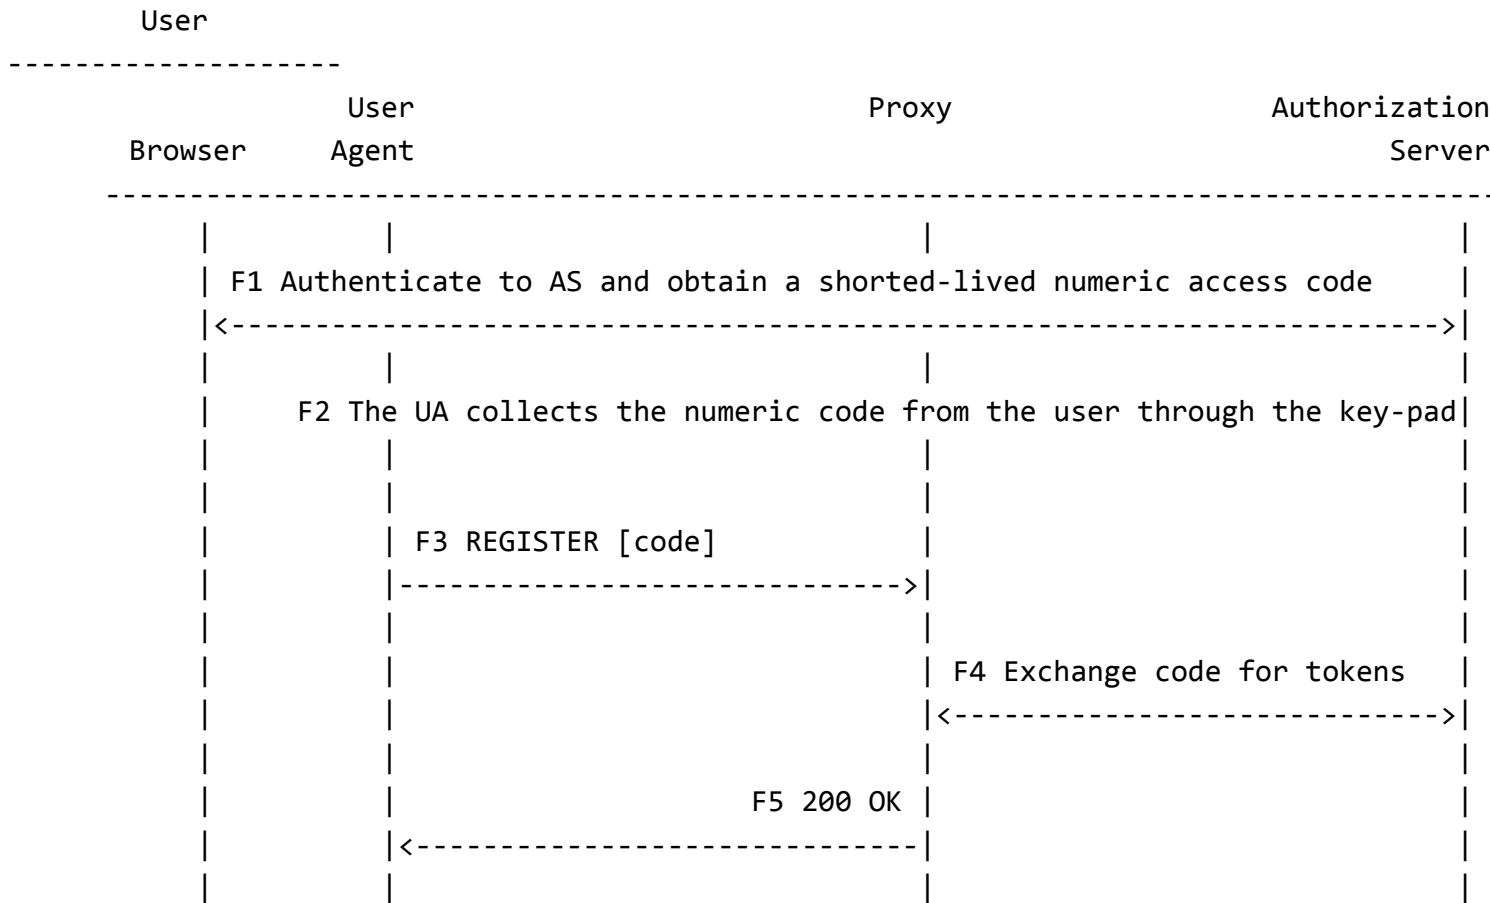 User
User Proxy Authorization
Browser Agent Server
F1 Authenticate to AS and obtain a shorted-lived numeric access code
F2 The UA collects the numeric code from the user through the key-pad
F3 REGISTER [code]
F4 Exchange code for tokens
F5 200 OK